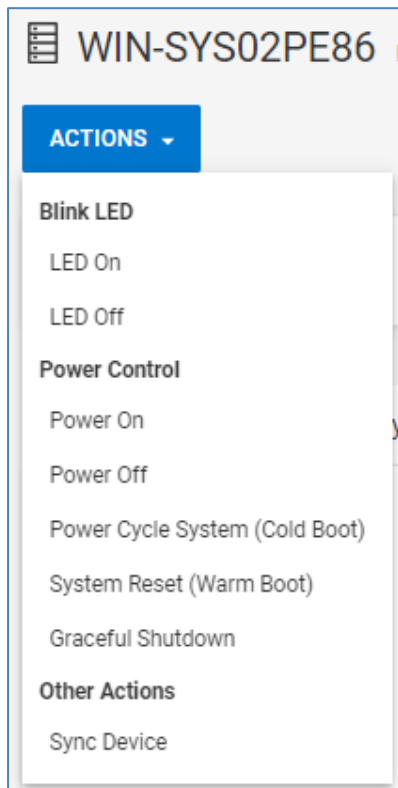 WIN-SYS02PE86
ACTIONS
Blink LED
LED On
LED Off
Power Control
Power On
Power Off
Power Cycle System (Cold Boot)
System Reset (Warm Boot)
Graceful Shutdown
Other Actions
Sync Device